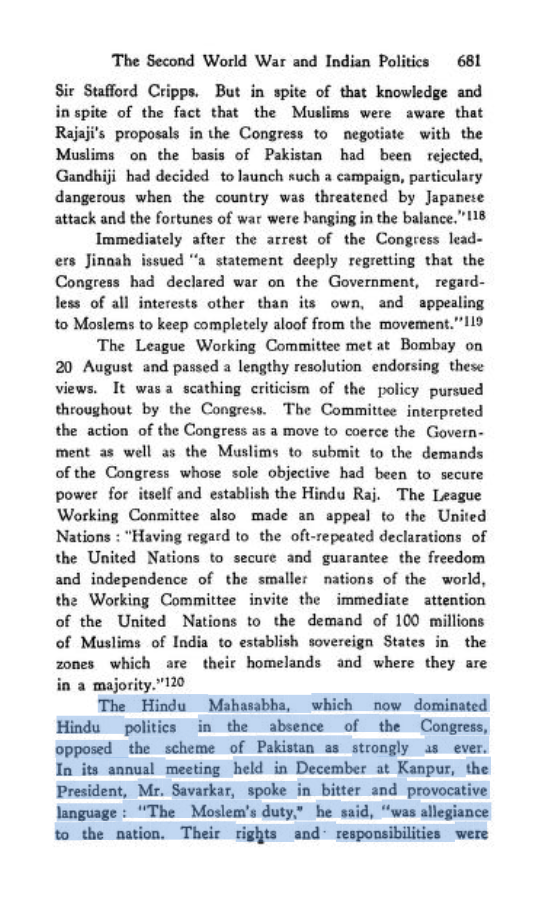 The Second World War and Indian Politics 681
Sir Stafford Cripps. But in spite of that knowledge and
in spite of the fact that the Muslims were aware that
Rajaji's proposals in the Congress to negotiate with the
Muslims on the basis of Pakistan had been rejected,
Gandhiji had decided to launch such a campaign, particulary
dangerous when the country was threatened by Japanese
attack and the fortunes of war were hanging in the balance."118
Immediately after the arrest of the Congress lead-
ers Jinnah issued "a statement deeply regretting that the
Congress had declared war on the Government, regard-
less of all interests other than its own, and appealing
to Moslems to keep completely aloof from the movement."119
The League Working Committee met at Bombay on
20 August and passed a lengthy resolution endorsing these
views. It was a scathing criticism of the policy pursued
throughout by the Congress. The Committee interpreted
the action of the Congress as a move to coerce the Govern-
ment as well as the Muslims to submit to the demands
of the Congress whose sole objective had been to secure
power for itself and establish the Hindu Raj. The League
Working Conmittee also made an appeal to the United
Nations : "Having regard to the oft-repeated declarations of
the United Nations to secure and guarantee the freedom
and independence of the smaller nations of the world,
the Working Committee invite the immediate attention
of the United Nations to the demand of 100 millions
of Muslims of India to establish sovereign States in the
zones which are their homelands and where they are
in a majority."120
The Hindu Mahasabha, which now dominated
Hindu politics in the absence of the Congress,
opposed the scheme of Pakistan as strongly as ever.
In its annual meeting held in December at Kanpur, the
President, Mr. Savarkar, spoke in bitter and provocative
language : "The Moslem's duty," he said, "was allegiance
to the nation. Their rights and responsibilities were